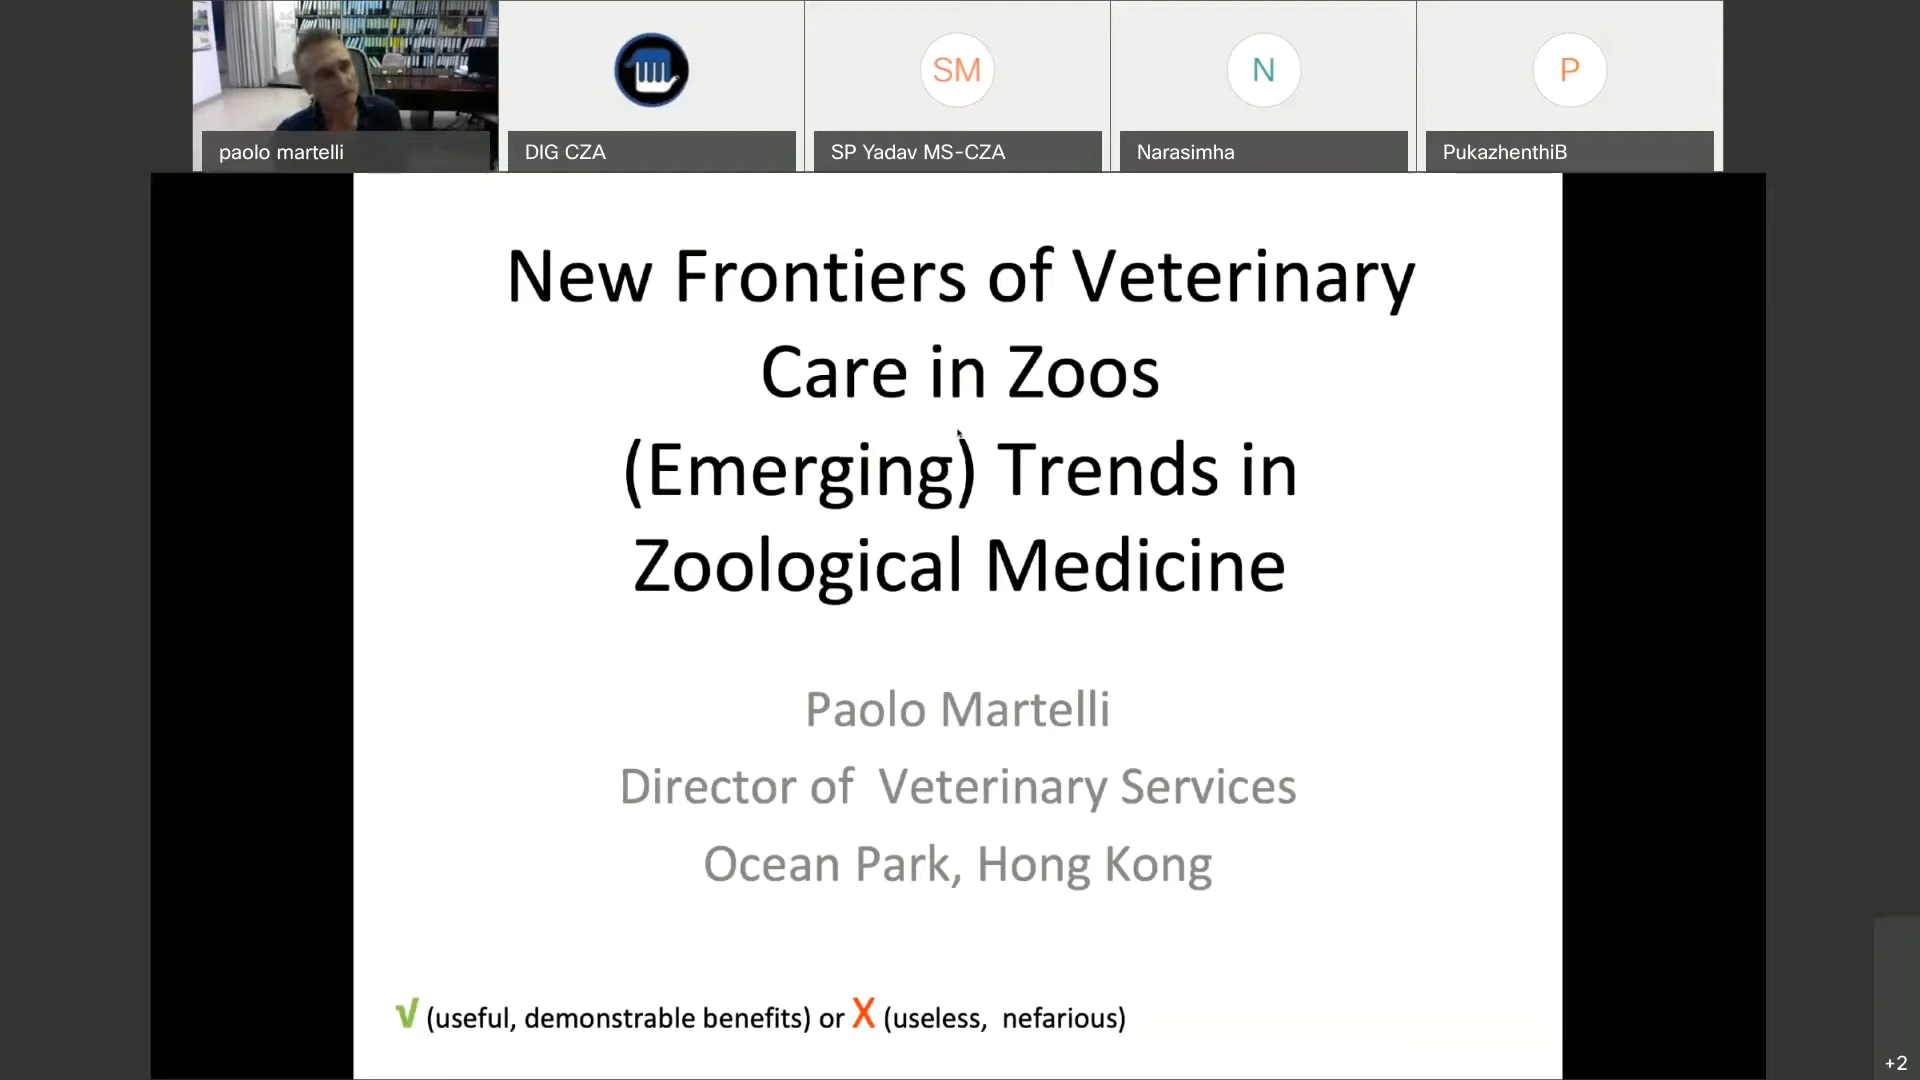 paolo martelli
DIG CZA
SM
SP Yadav MS-CZA
N
Narasimha
P
PukazhenthiB
New Frontiers of Veterinary
Care in Zoos
(Emerging) Trends in
Zoological Medicine
Paolo Martelli
Director of Veterinary Services
Ocean Park, Hong Kong
√ (useful, demonstrable benefits) or X (useless, nefarious)
+2